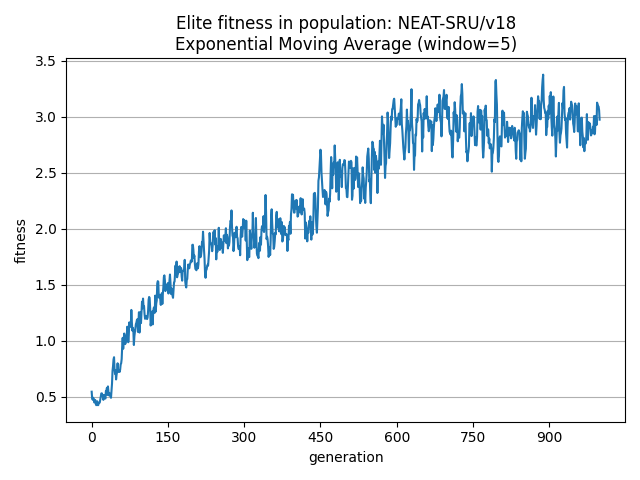 Elite fitness in population: NEAT-SRU/v18
Exponential Moving Average (window=5)
3.5
3.0
2.5
2.0
1.5
1.0
0.5
fitness
0 150 300 450 600 750 900
generation